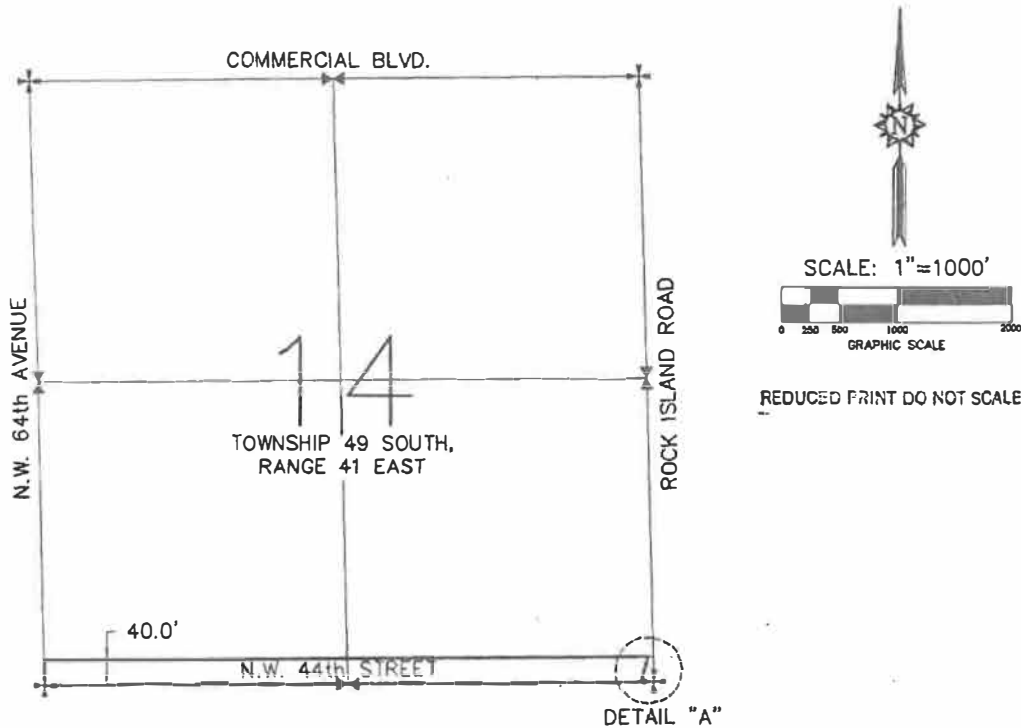 COMMERCIAL BLVD.
N
SCALE: 1"=1000'
0 250 500 1000 2000
GRAPHIC SCALE
REDUCED PRINT DO NOT SCALE
N.W. 64th AVENUE
ROCK ISLAND ROAD
14
TOWNSHIP 49 SOUTH,
RANGE 41 EAST
40.0'
N.W. 44th STREET
DETAIL "A"